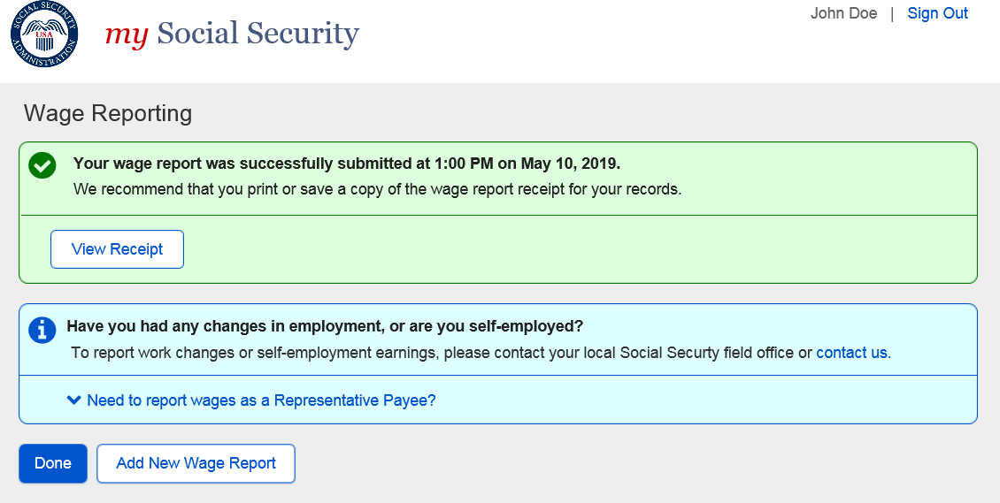 SOCIAL SECURITY
USA
ADMINISTRATION
my Social Security
John Doe | Sign Out
Wage Reporting
Your wage report was successfully submitted at 1:00 PM on May 10, 2019.
We recommend that you print or save a copy of the wage report receipt for your records.
View Receipt
Have you had any changes in employment, or are you self-employed?
To report work changes or self-employment earnings, please contact your local Social Securty field office or contact us.
Need to report wages as a Representative Payee?
Done
Add New Wage Report